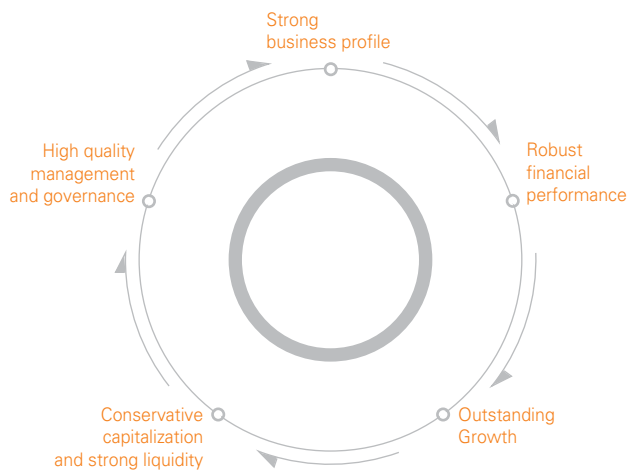 Strong
business profile
Robust
financial
performance
Outstanding
Growth
Conservative
capitalization
and strong liquidity
High quality
management
and governance